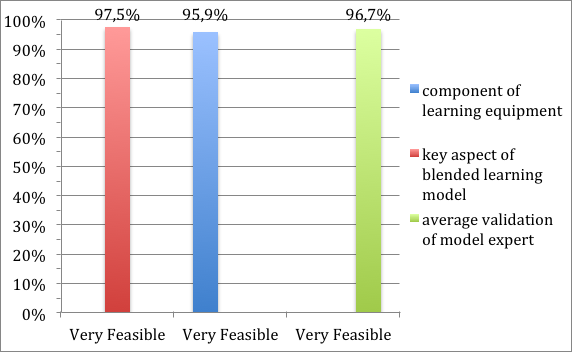 97,5%
95,9%
96,7%
100%
90%
80%
70%
60%
50%
40%
30%
20%
10%
0%
Very Feasible
Very Feasible
Very Feasible
component of
learning equipment
key aspect of
blended learning
model
average validation
of model expert